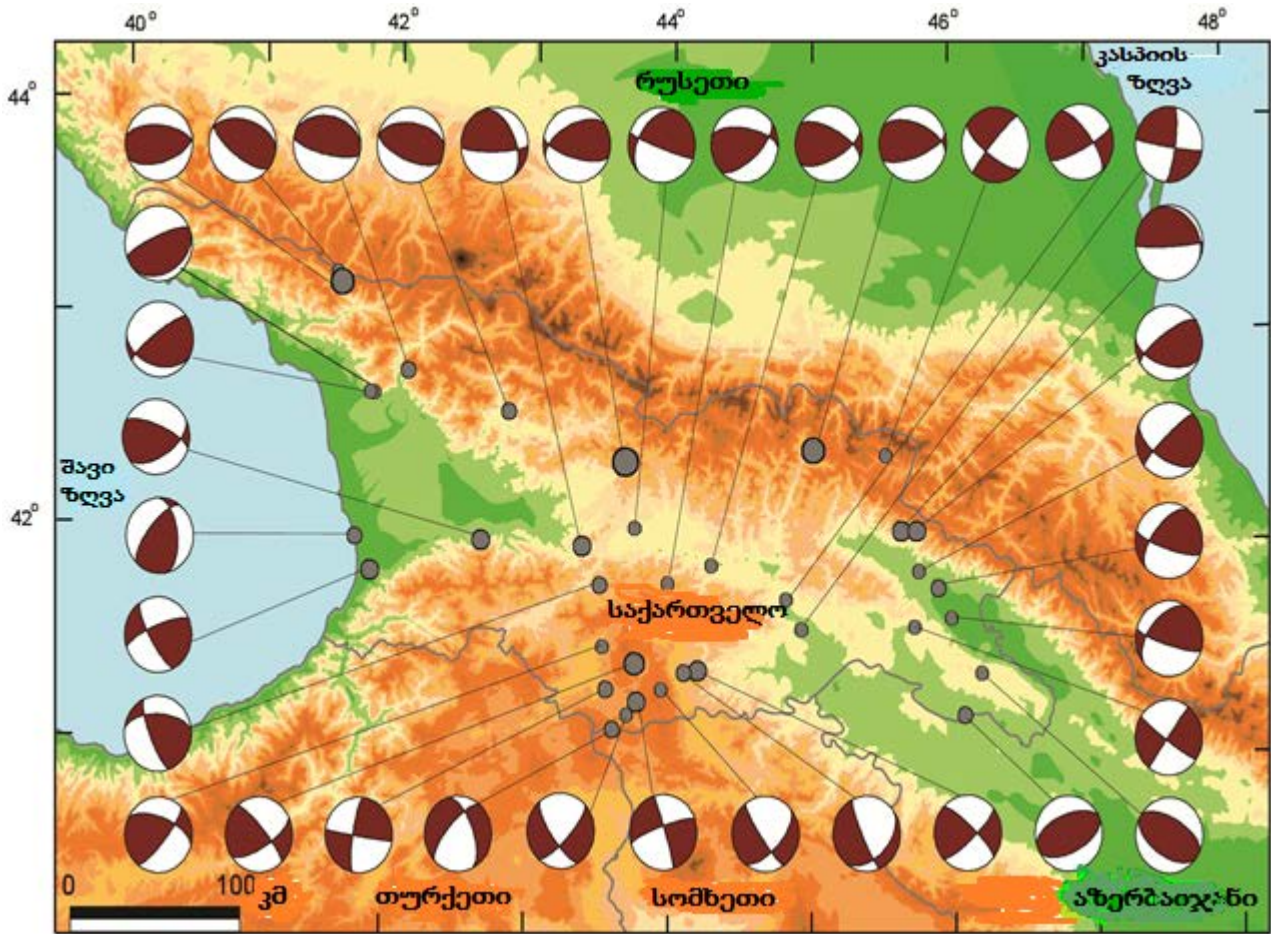 40° 42° 44° 46° 48°
კასპიის
ზღვა
რუსეთი
44°
შავი
ზღვა
42°
საქართველო
0 100 კმ თურქეთი სომხეთი აზერბაიჯანი